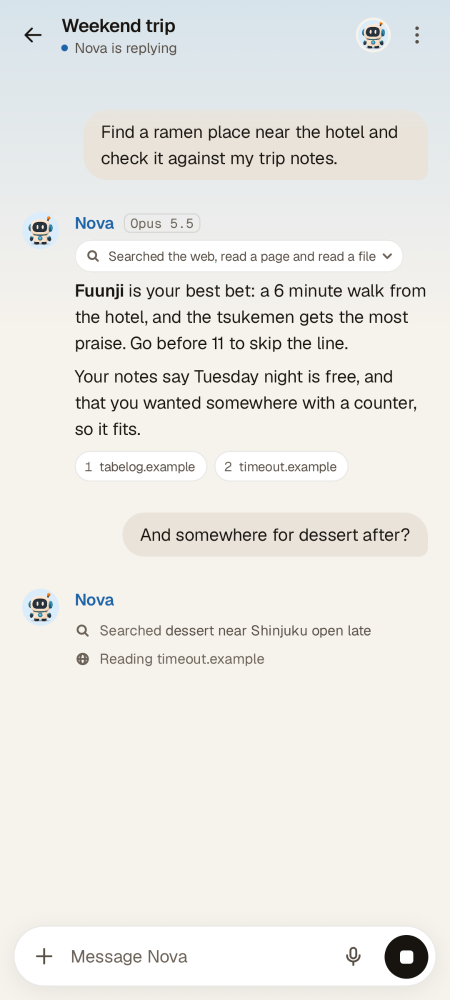 Weekend trip
Nova is replying
Find a ramen place near the hotel and
check it against my trip notes.
Nova Opus 5.5
Searched the web, read a page and read a file
Fuunji is your best bet: a 6 minute walk from
the hotel, and the tsukemen gets the most
praise. Go before 11 to skip the line.
Your notes say Tuesday night is free, and
that you wanted somewhere with a counter,
so it fits.
1 tabelog.example 2 timeout.example
And somewhere for dessert after?
Nova
Searched dessert near Shinjuku open late
Reading timeout.example
Message Nova